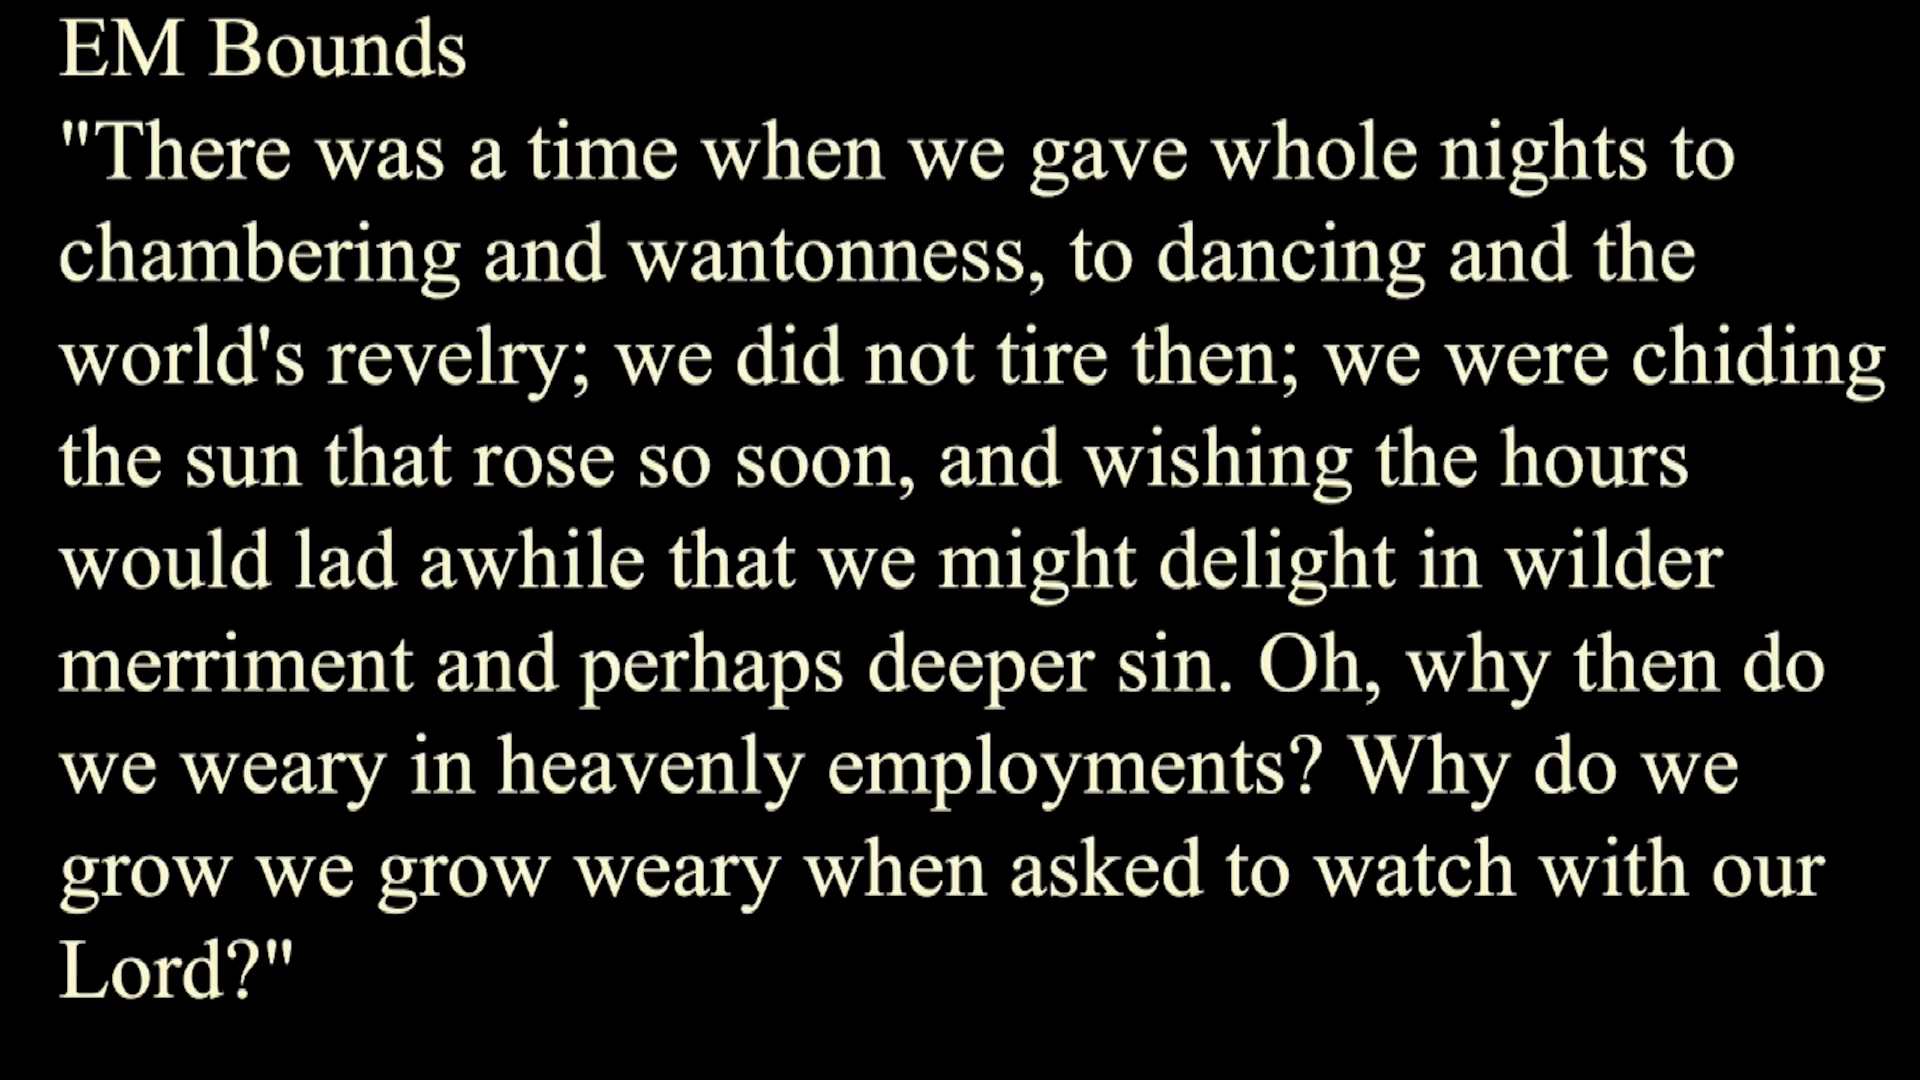 EM Bounds
"There was a time when we gave whole nights to
chambering and wantonness, to dancing and the
world's revelry; we did not tire then; we were chiding
the sun that rose so soon, and wishing the hours
would lad awhile that we might delight in wilder
merriment and perhaps deeper sin. Oh, why then do
we weary in heavenly employments? Why do we
grow we grow weary when asked to watch with our
Lord?"